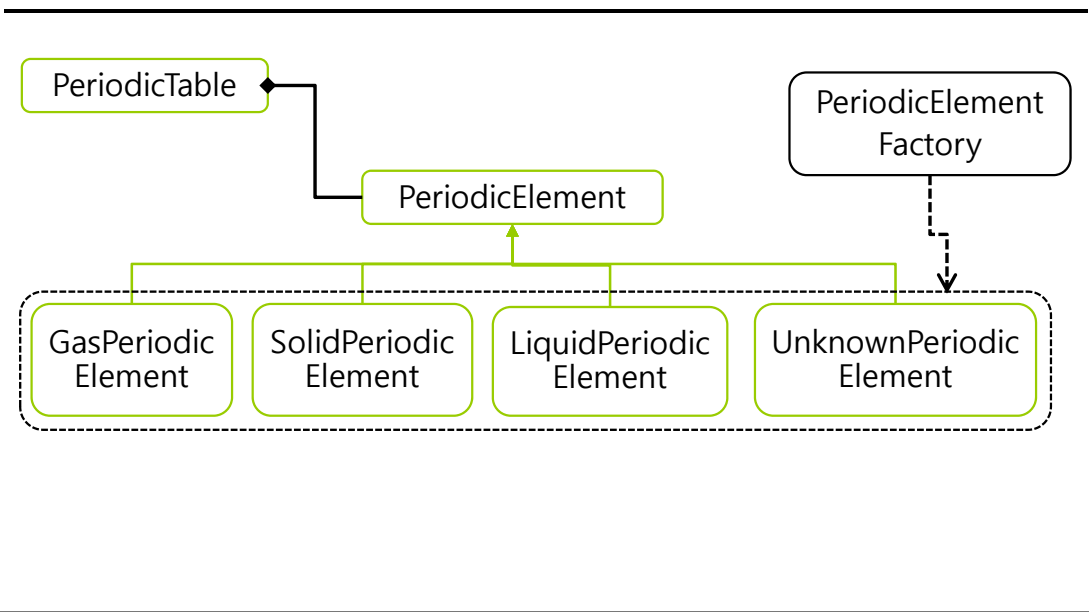 PeriodicTable
PeriodicElement
Factory
PeriodicElement
GasPeriodic
Element
SolidPeriodic
Element
LiquidPeriodic
Element
UnknownPeriodic
Element